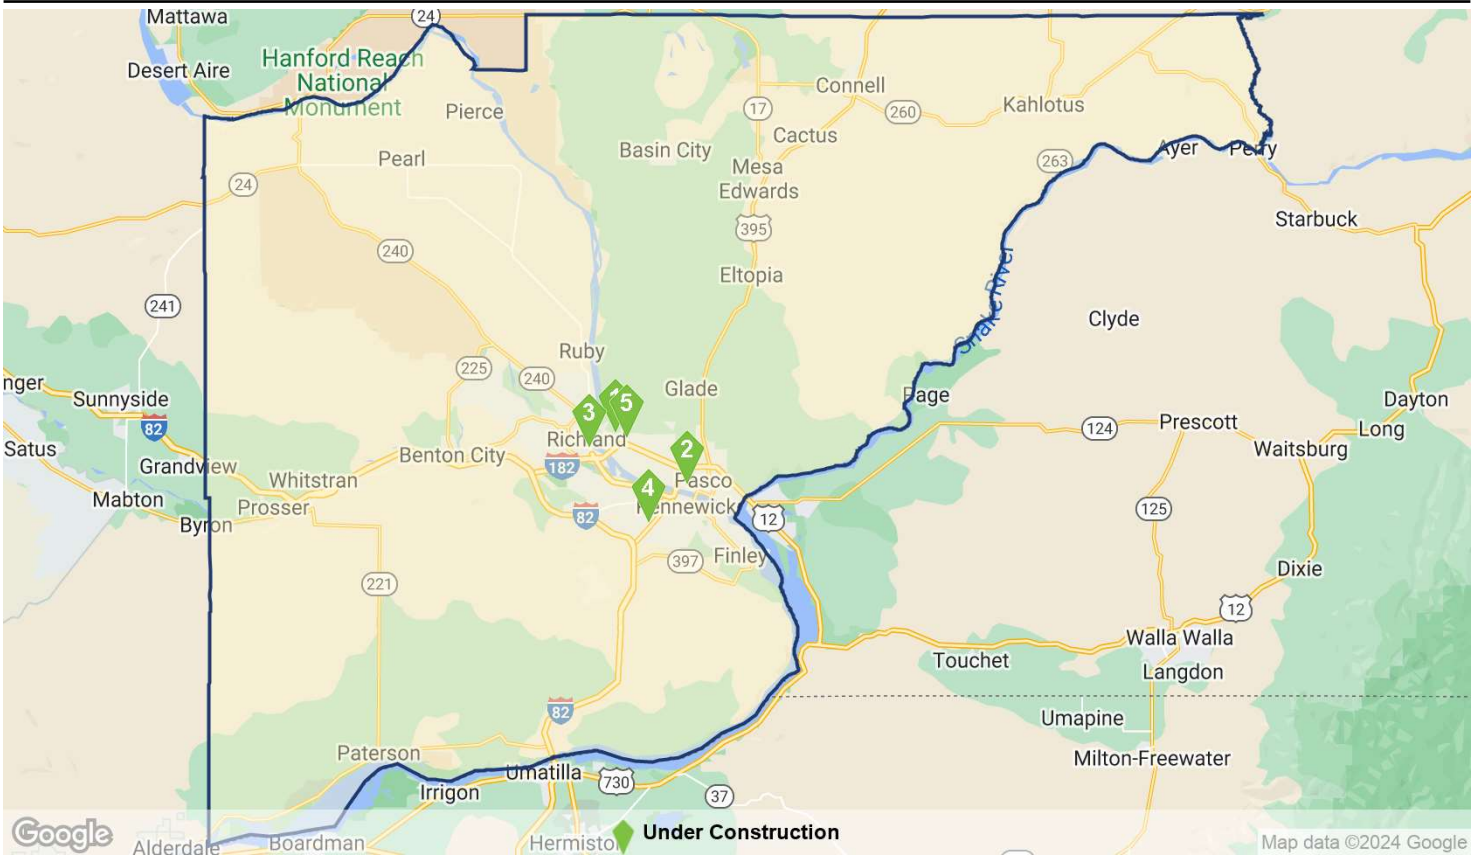 Mattawa
24
Desert Aire
Hanford Reach
National
Monument
Pierce
Connell
17
260
Kahlotus
Cactus
Basin City
Pearl
Mesa
Edwards
263
Ayer
Perry
24
Starbuck
395
240
Eltopia
241
Snake River
Clyde
Ruby
225
240
Glade
Page
Sunnyside
82
Dayton
1
5
3
Richland
2
124
Prescott
Long
Satus
Grandview
Benton City
182
Waitsburg
Whitstran
Pasco
4
Mabton
Prosser
Kennewick
Byron
82
12
125
Finley
397
Dixie
221
12
Walla Walla
Touchet
Langdon
82
Umapine
Paterson
Milton-Freewater
Umatilla
730
Irrigon
37
Google
Alderdale
Boardman
Hermiston
Under Construction
Map data ©2024 Google